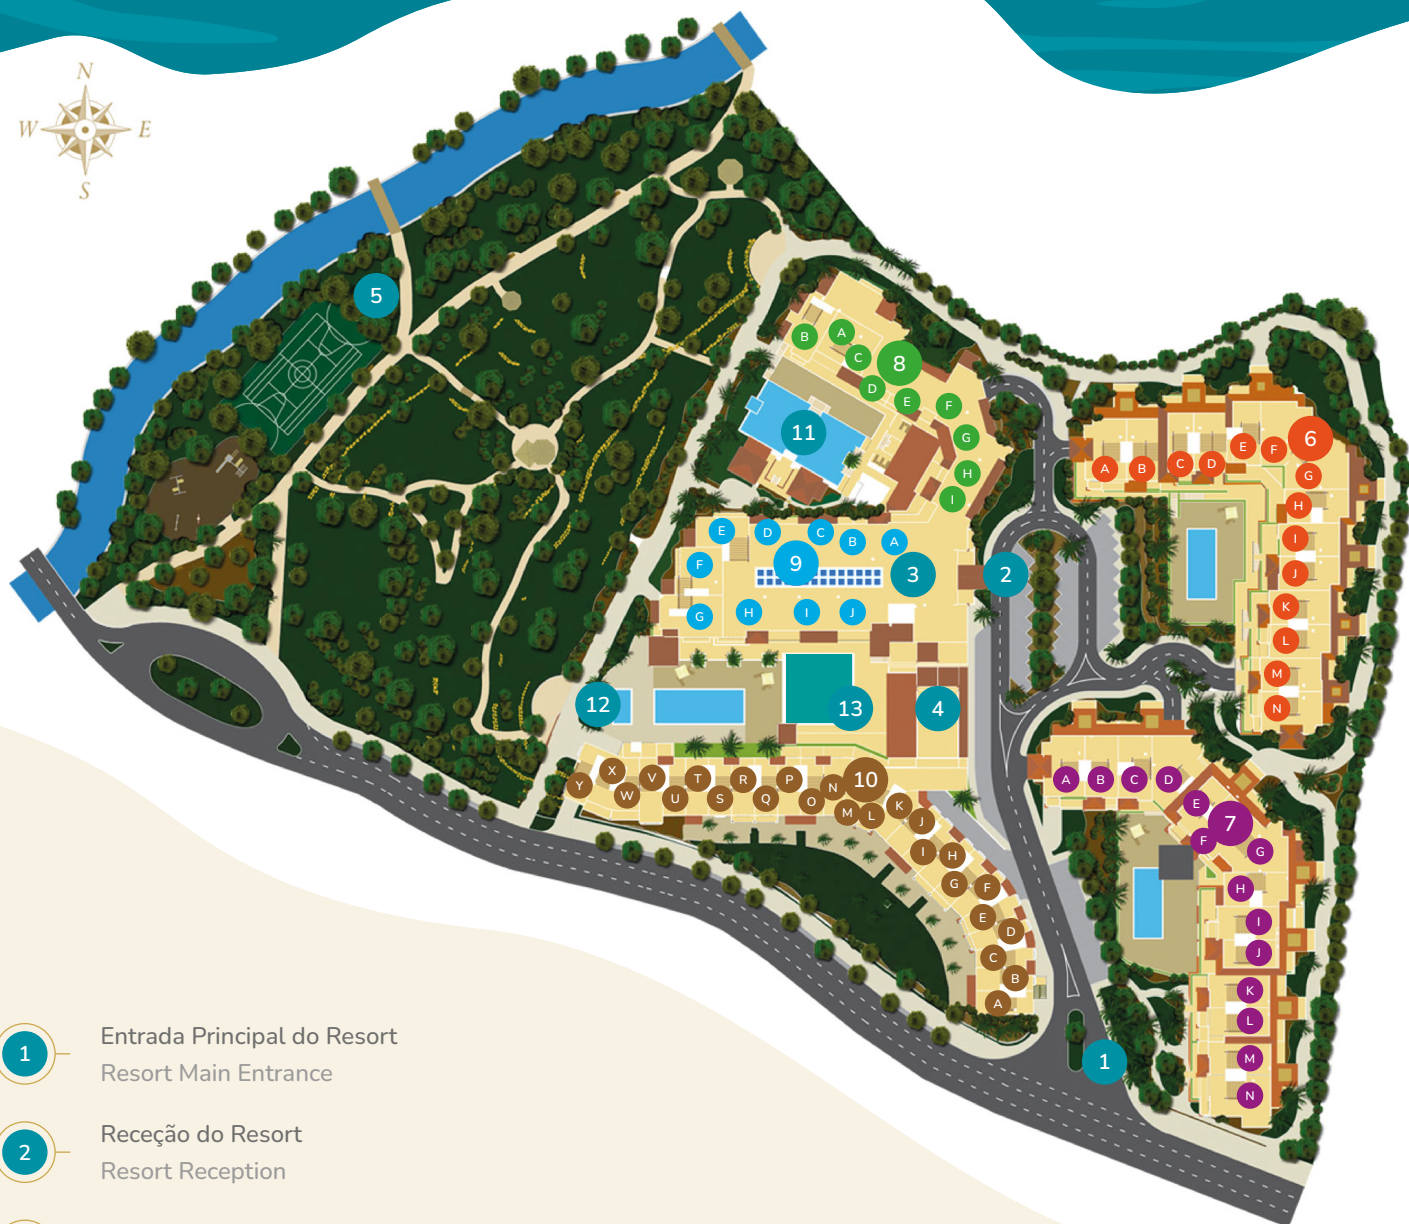 N
W E
S
5
B A
C 8
D
E F
G
H
I
11
E D C B A
F 9 3
G H I J
2
12 13 4
A B C D E F 6
G
H
I
J
K
L
M
N
Y X W V U T S R Q P O N 10
M L K J
I H
G F
E D
C B
A
A B C D
E 7
F G
H
I
J
K
L
M
N
1
1 Entrada Principal do Resort
Resort Main Entrance
2 Receção do Resort
Resort Reception